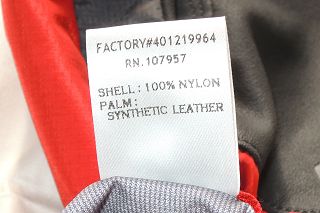 FACTORY#401219964
RN.107957
SHELL: 100% NYLON
PALM:
SYNTHETIC LEATHER